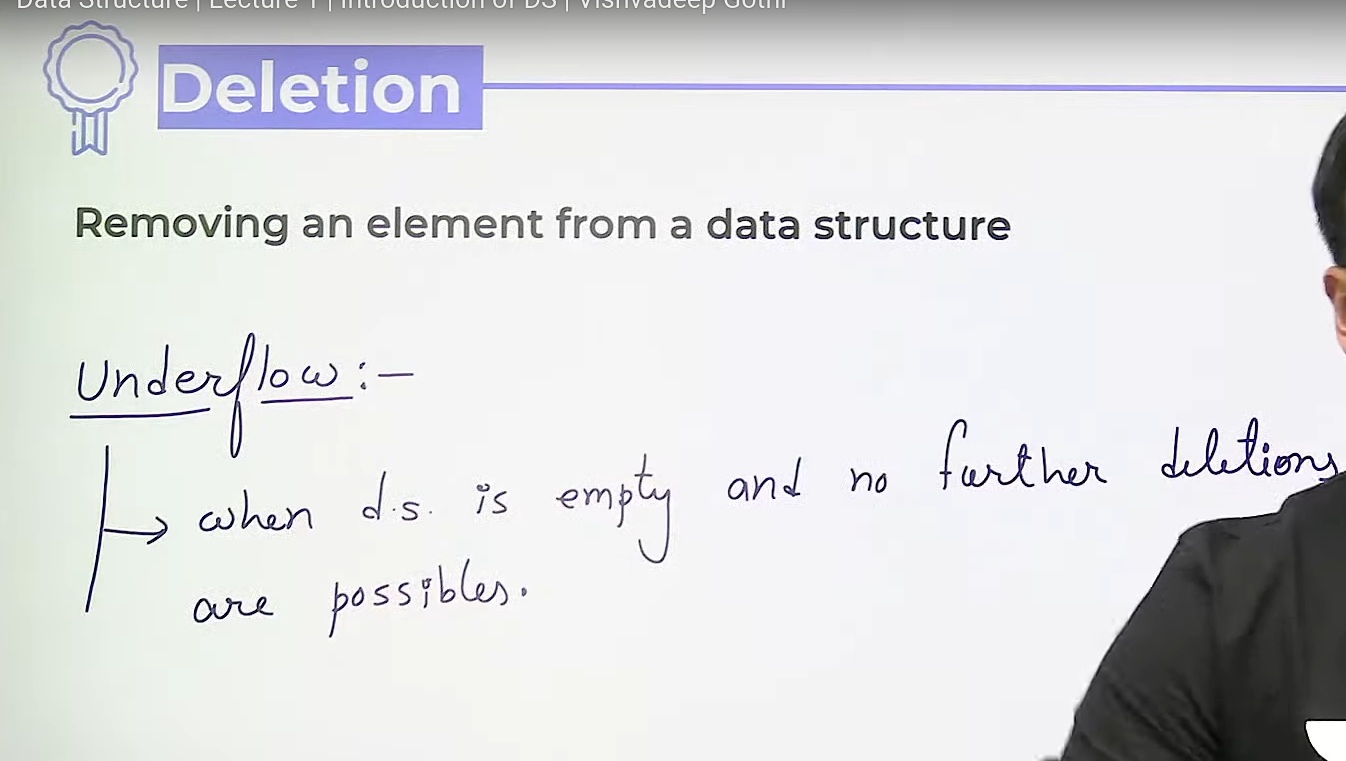 Data Structure | Lecture 1 | Introduction of DS | Vishvadeep Gothi
Deletion
Removing an element from a data structure
Underflow:-
when d.s. is empty and no further deletions
are possibles.